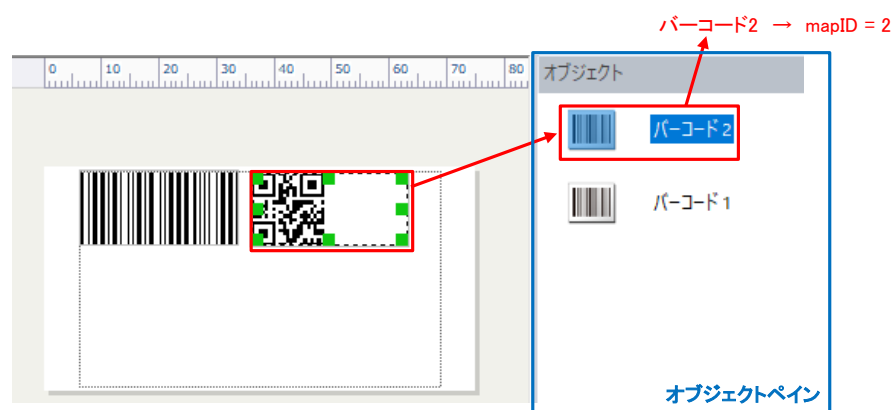 バーコード2 → mapID = 2
0 10 20 30 40 50 60 70 80
オブジェクト
バーコード 2
バーコード 1
オブジェクトペイン